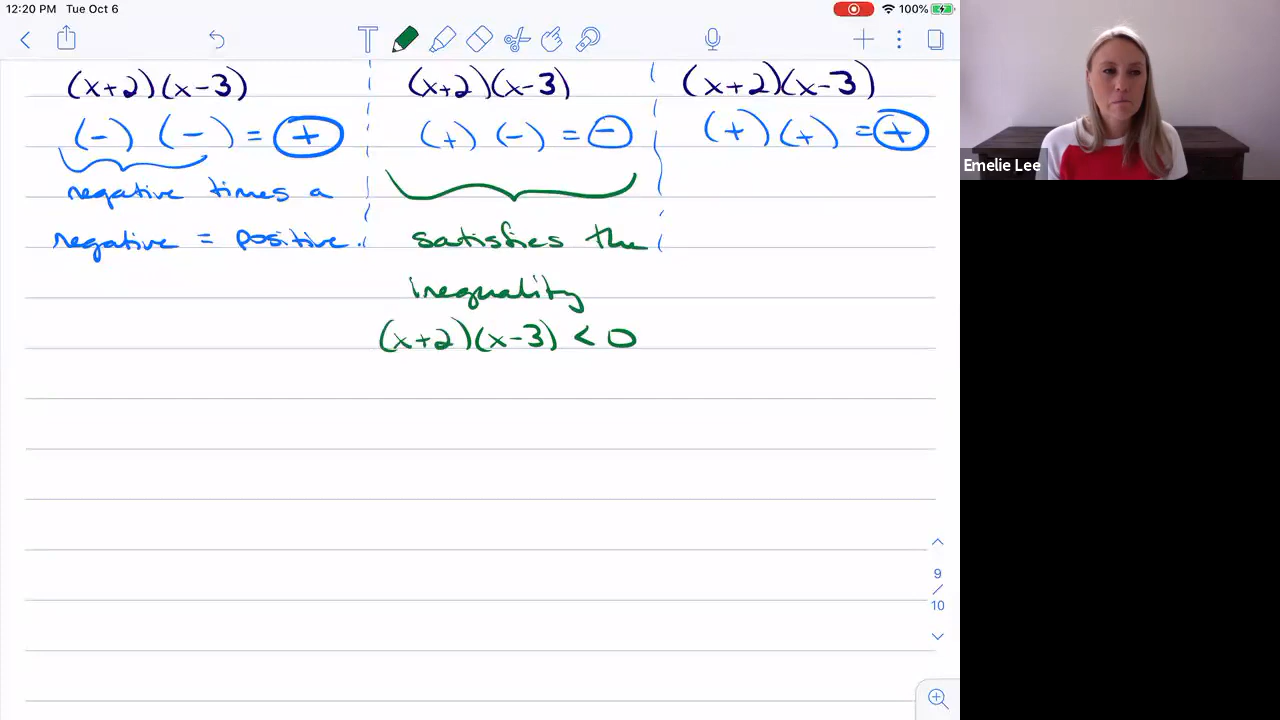 12:20 PM Tue Oct 6
100%
(x+2)(x-3)
(-) (-) = +
negative times a
negative = positive.
(x+2)(x-3)
(+) (-) = -
satisfies the
inequality
(x+2)(x-3) < 0
(x+2)(x-3)
(+)(+) = +
Emelie Lee
9
/
10